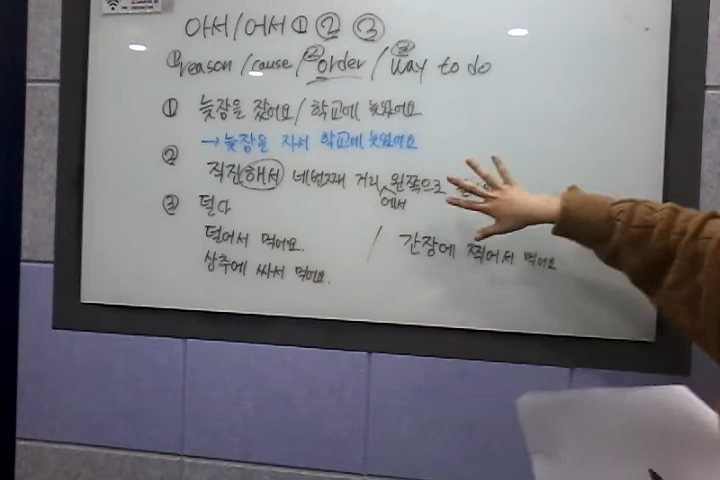 아서/어서 ① ② ③
①reason /cause /②order / ③way to do
① 늦잠을 잤어요/ 학교에 늦었어요
→ 늦잠을 자서 학교에 늦었어요
② 직진해서 네번째 거리 에서 왼쪽으로
③ 덜다
덜어서 먹어요. / 간장에 찍어서 먹어요
상추에 싸서 먹어요.